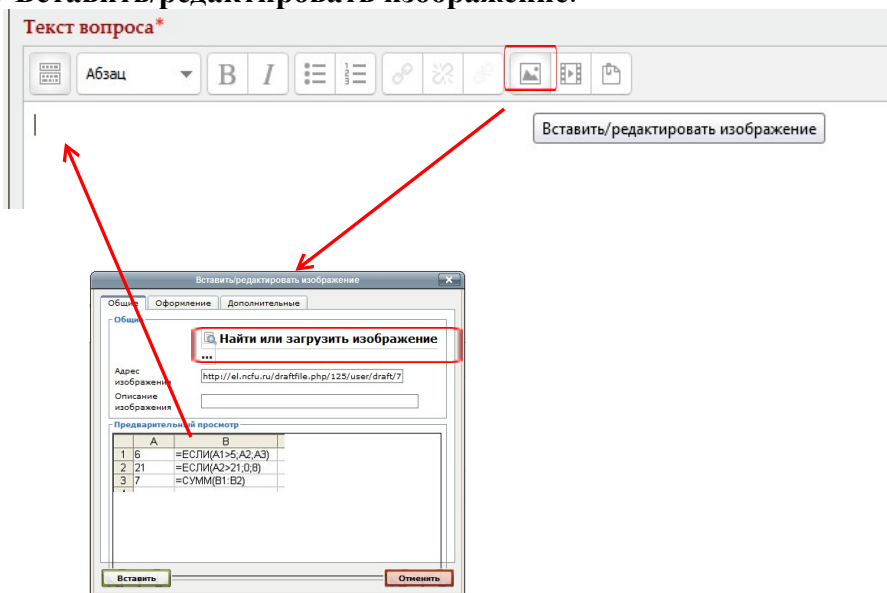 Вставить/редактировать изображение.
Текст вопроса*
Абзац
B I
Вставить/редактировать изображение
Вставить/редактировать изображение
Общие Оформление Дополнительные
Общие
Найти или загрузить изображение
...
Адрес
изображения
http://el.ncfu.ru/draftfile.php/125/user/draft/7
Описание
изображения
Предварительный просмотр
A B
1 6 =ЕСЛИ(A1>5;A2;A3)
2 21 =ЕСЛИ(A2>21;0;8)
3 7 =СУММ(B1:B2)
Вставить Отменить